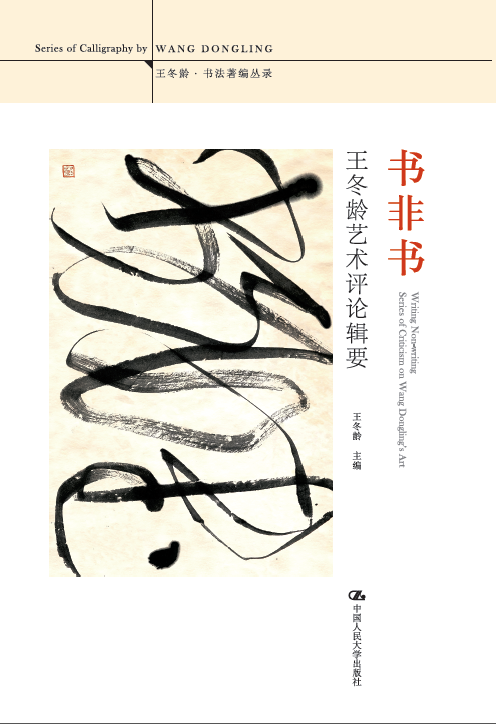 Series of Calligraphy by WANG DONGLING
王冬龄·书法著编丛录
书非书
Writing Non-writing
Series of Criticism on Wang Dongling's Art
王冬龄艺术评论辑要
王冬龄 主编
中国人民大学出版社